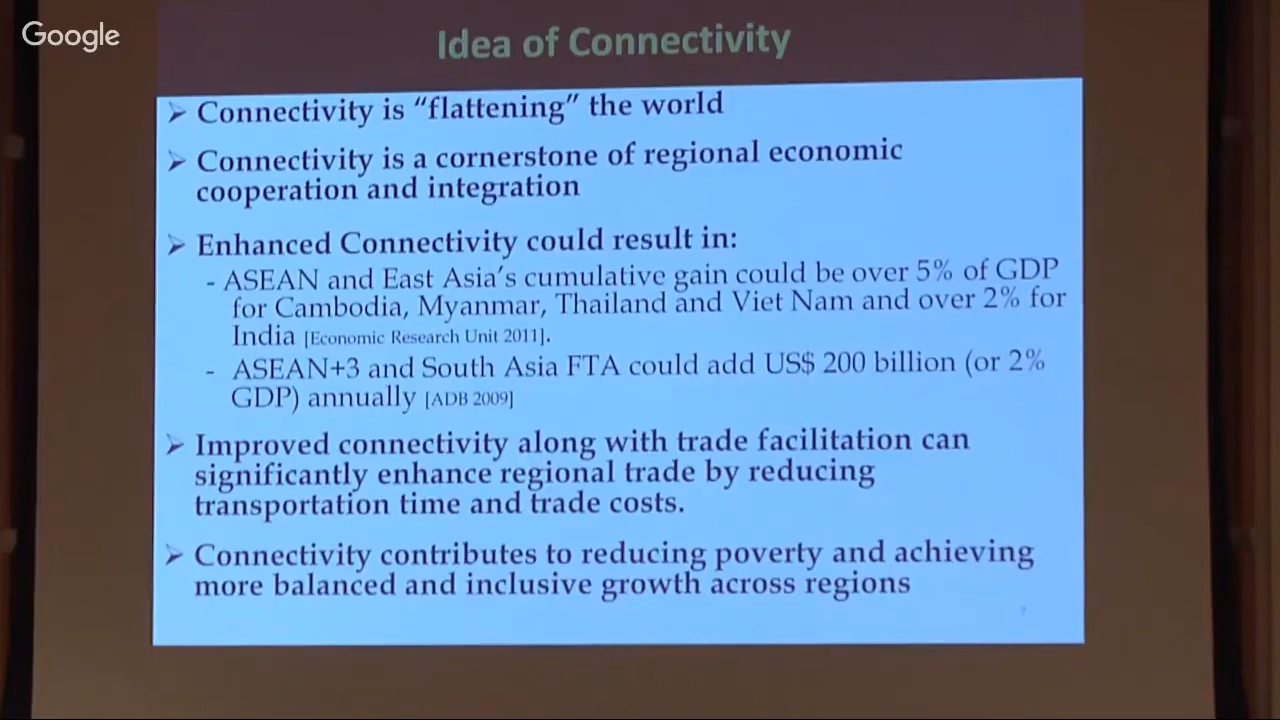 Google
Idea of Connectivity
➢ Connectivity is “flattening” the world
➢ Connectivity is a cornerstone of regional economic
cooperation and integration
➢ Enhanced Connectivity could result in:
- ASEAN and East Asia’s cumulative gain could be over 5% of GDP
for Cambodia, Myanmar, Thailand and Viet Nam and over 2% for
India [Economic Research Unit 2011].
- ASEAN+3 and South Asia FTA could add US$ 200 billion (or 2%
GDP) annually [ADB 2009]
➢ Improved connectivity along with trade facilitation can
significantly enhance regional trade by reducing
transportation time and trade costs.
➢ Connectivity contributes to reducing poverty and achieving
more balanced and inclusive growth across regions